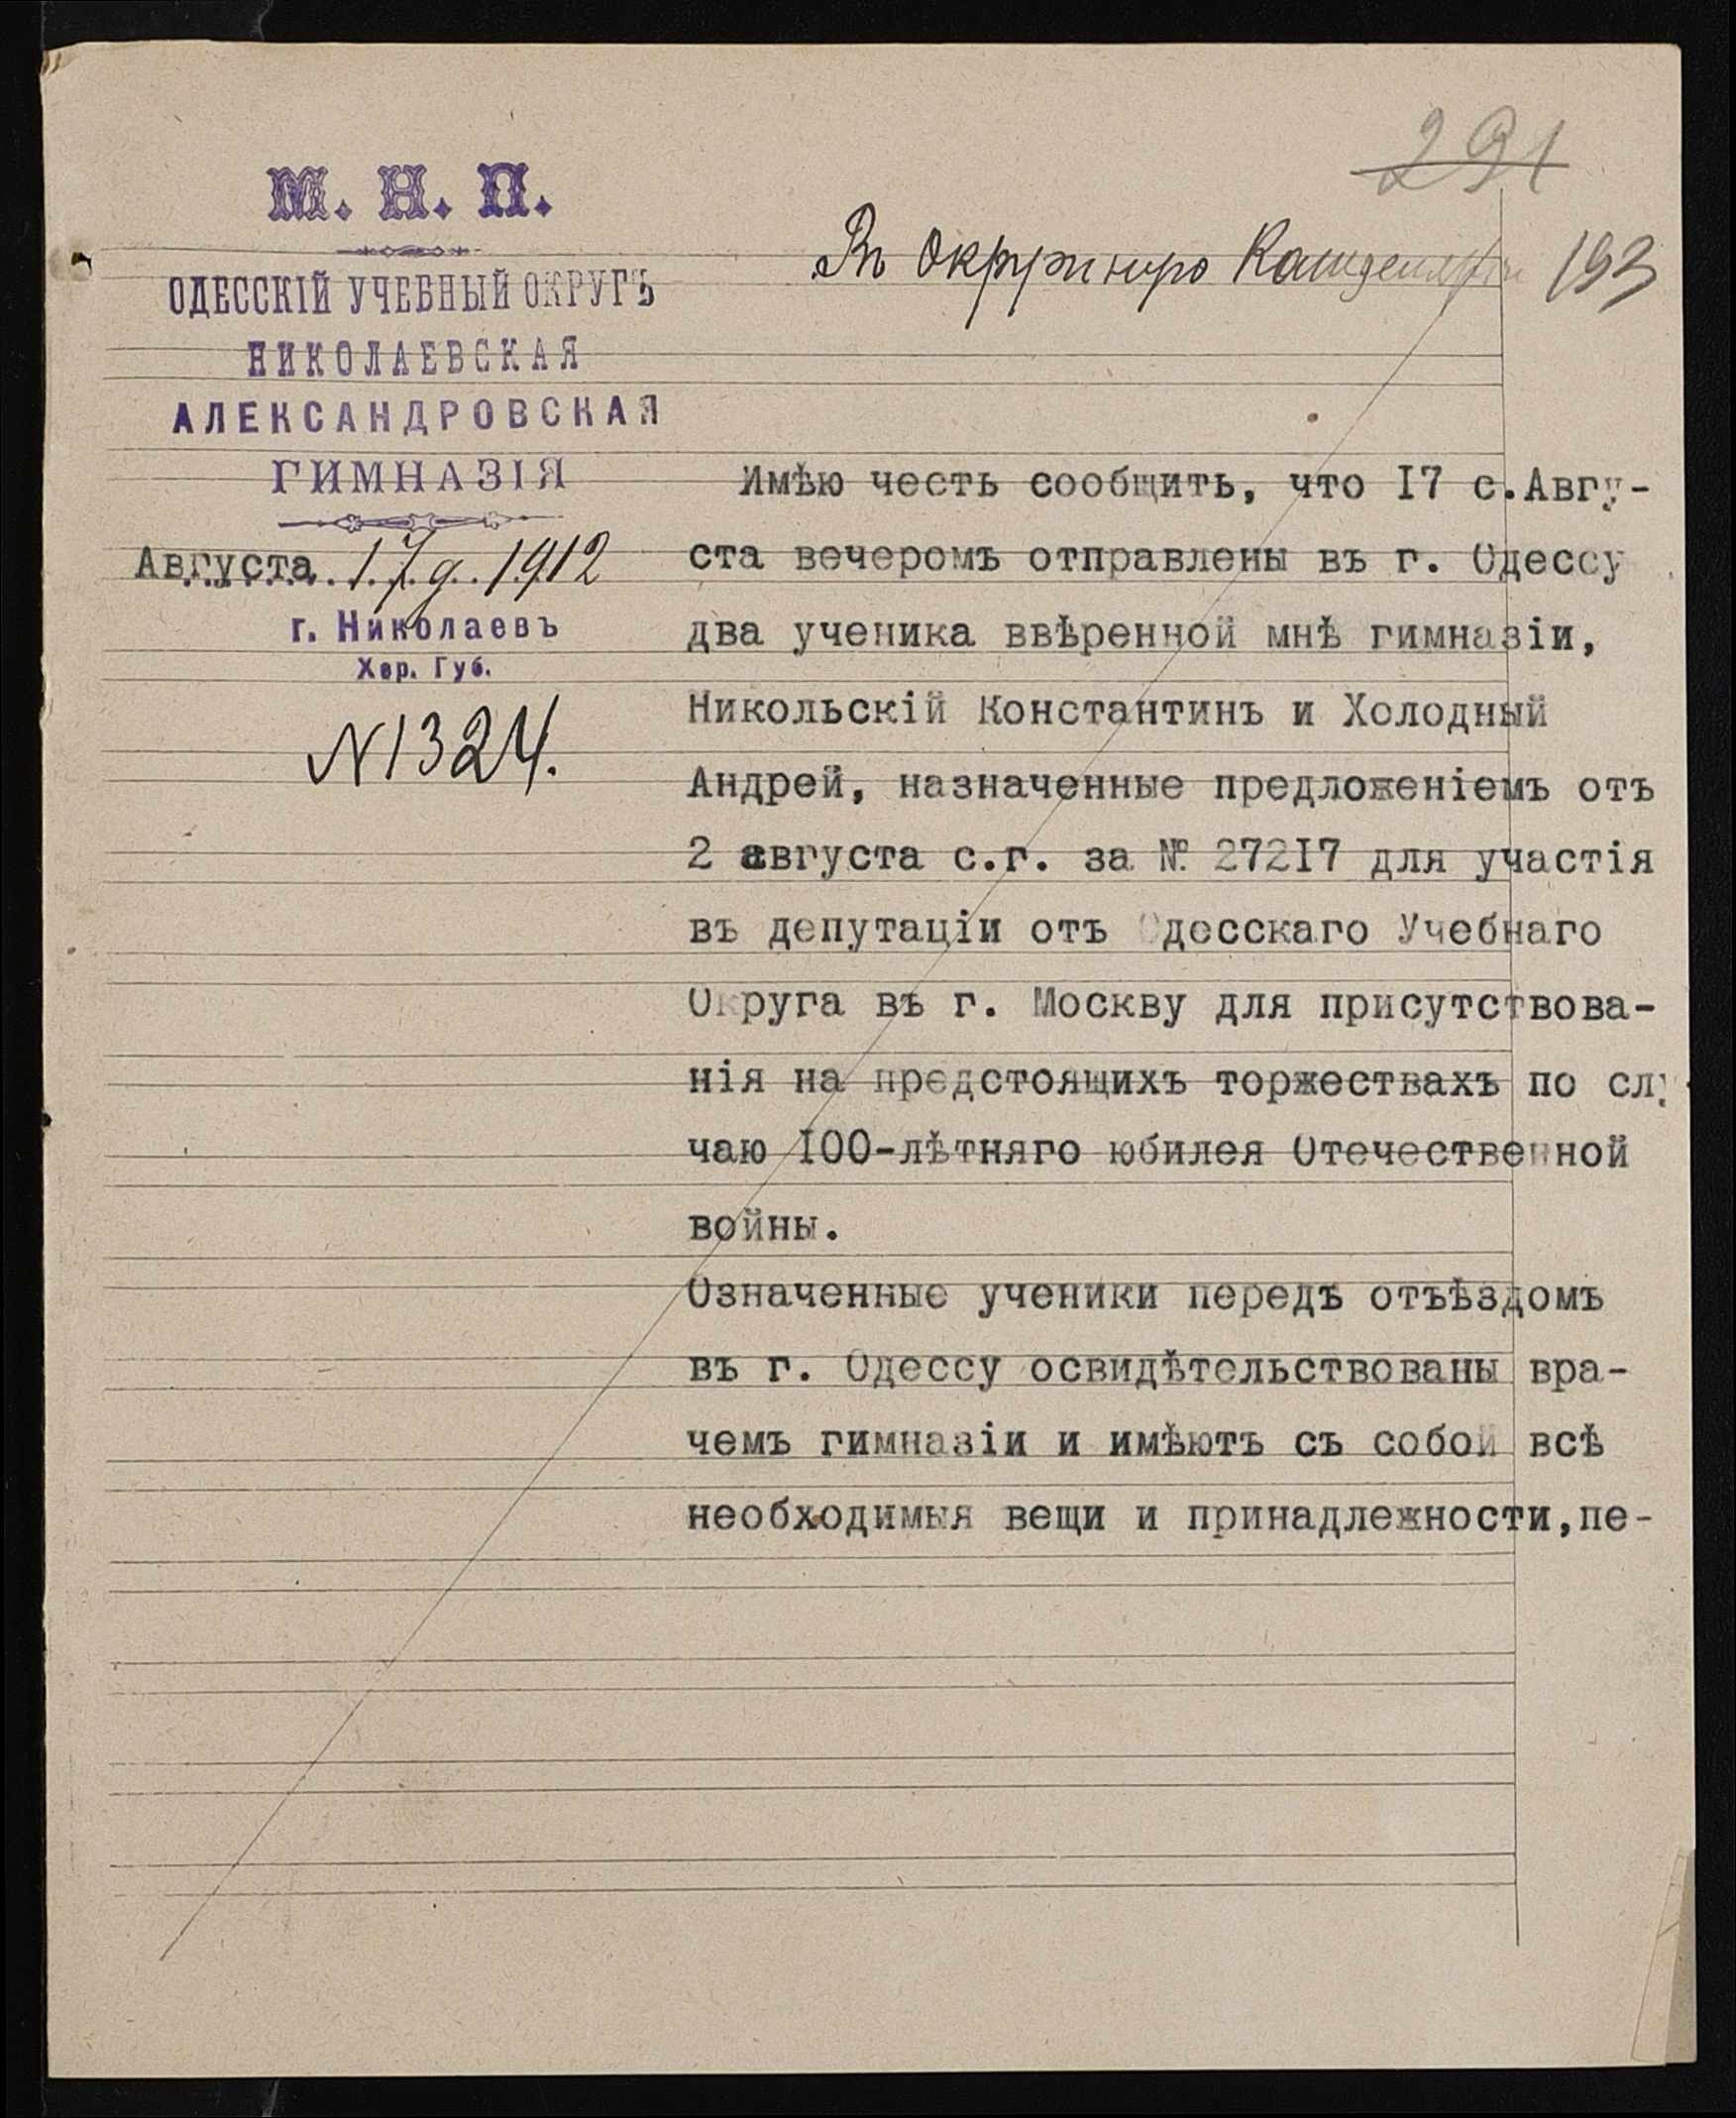 291
М. Н. П.
Въ Окружную Канцелярію 193
ОДЕССКІЙ УЧЕБНЫЙ ОКРУГЪ
НИКОЛАЕВСКАЯ
АЛЕКСАНДРОВСКАЯ
ГИМНАЗІЯ
Августа 17 д. 1912
г. Николаевъ
Хер. Губ.
N1324.
Имѣю честь сообщить, что I7 с.Авгу-
ста вечеромъ отправлены въ г. Одессу
два ученика ввѣренной мнѣ гимназіи,
Никольскій Константинъ и Холодный
Андрей, назначенные предложеніемъ отъ
2 августа с.г. за № 272I7 для участія
въ депутаціи отъ Одесскаго Учебнаго
Округа въ г. Москву для присутствова-
нія на предстоящихъ торжествахъ по слу
чаю I00-лѣтняго юбилея Отечественной
войны.
Означенные ученики передъ отъѣздомъ
въ г. Одессу освидѣтельствованы вра-
чемъ гимназіи и имѣютъ съ собой всѣ
необходимыя вещи и принадлежности,пе-